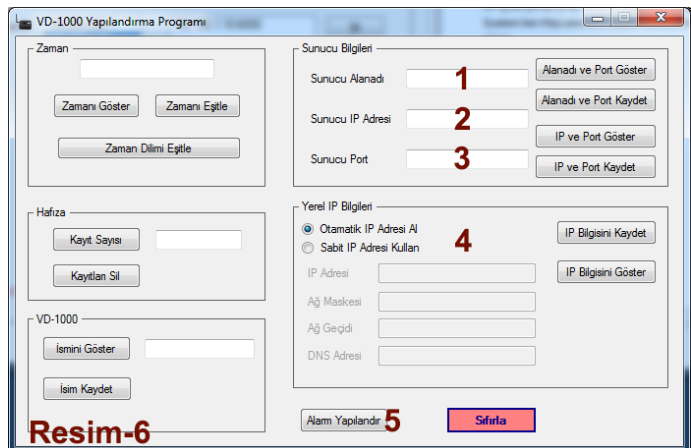 VD-1000 Yapılandırma Programı
Zaman
Zamanı Göster
Zamanı Eşitle
Zaman Dilimi Eşitle
Hafıza
Kayıt Sayısı
Kayıtları Sil
VD-1000
İsmini Göster
İsim Kaydet
Resim-6
Sunucu Bilgileri
Sunucu Alanadı 1
Alanadı ve Port Göster
Alanadı ve Port Kaydet
Sunucu IP Adresi 2
IP ve Port Göster
Sunucu Port 3
IP ve Port Kaydet
Yerel IP Bilgileri
Otamatik IP Adresi Al
Sabit IP Adresi Kullan
4
IP Bilgisini Kaydet
IP Adresi
IP Bilgisini Göster
Ağ Maskesi
Ağ Geçidi
DNS Adresi
Alarm Yapılandır 5
Sıfırla